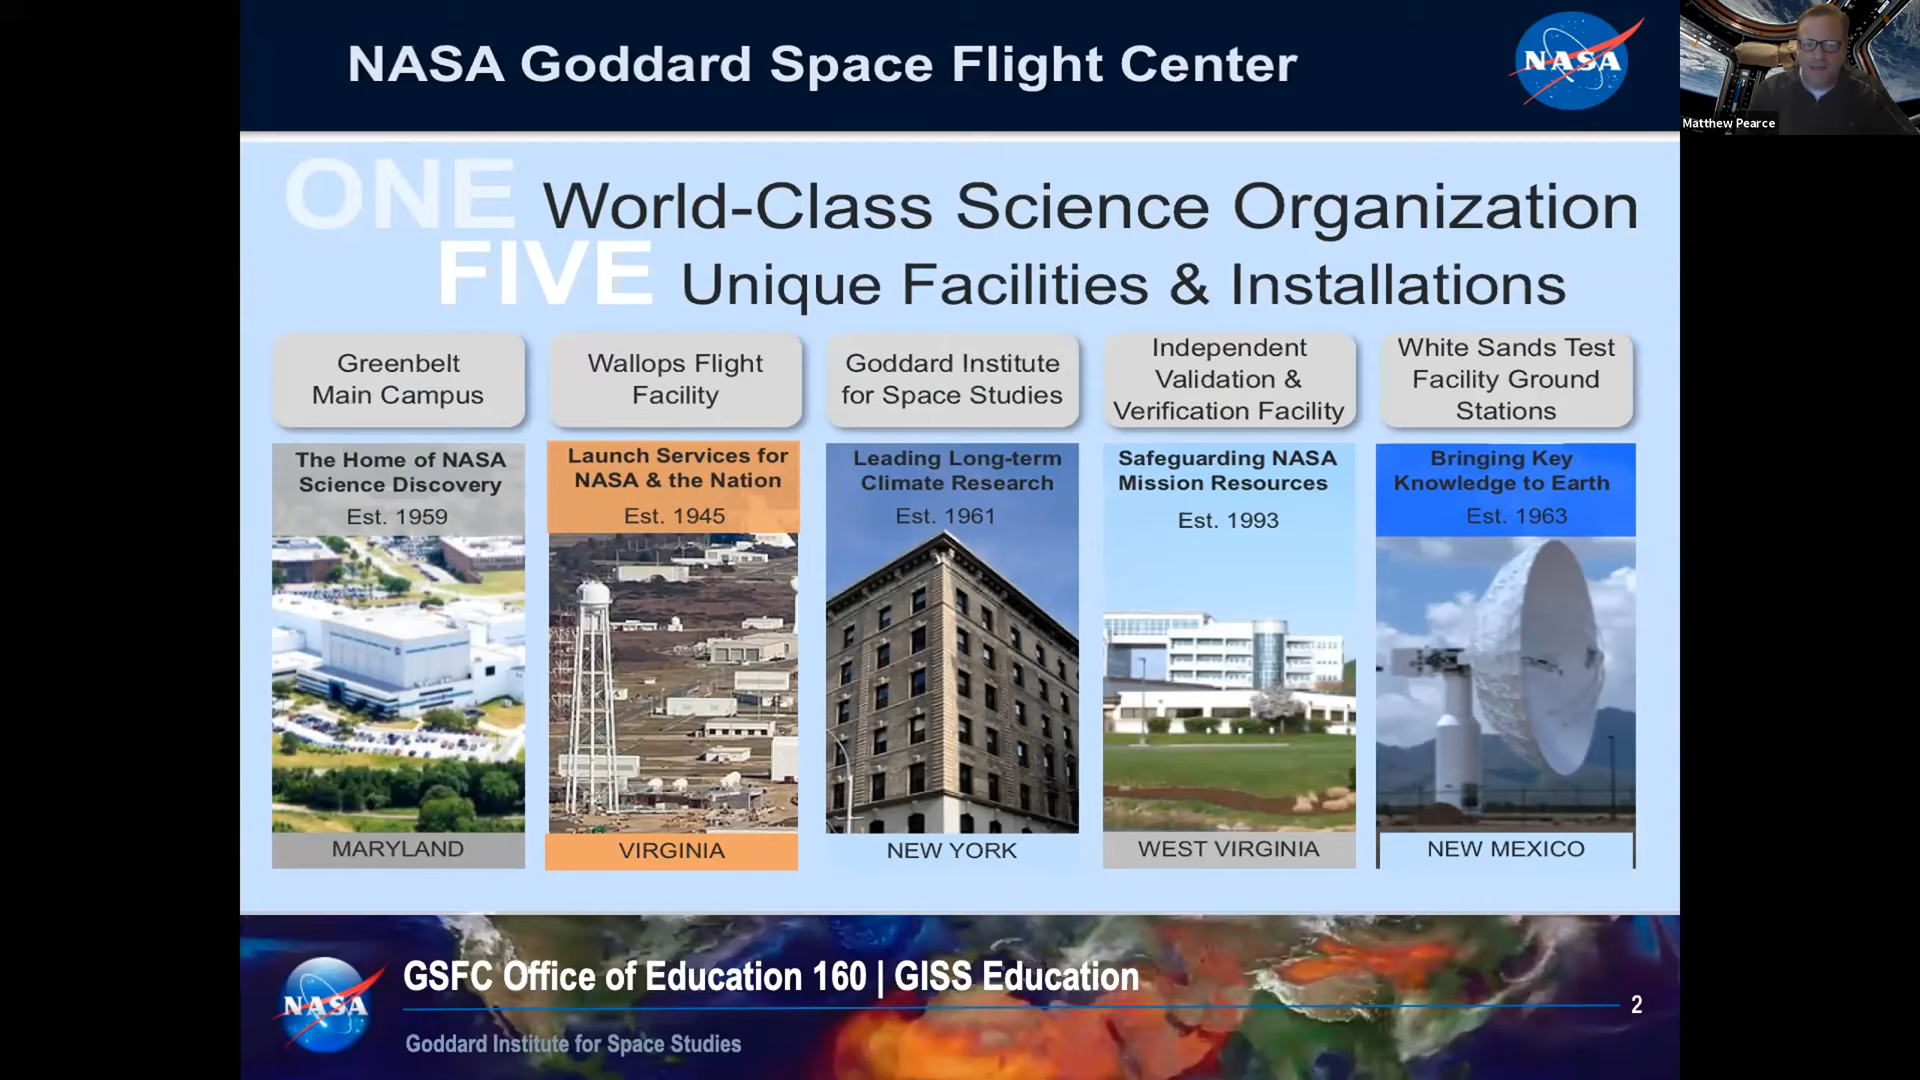 NASA Goddard Space Flight Center
NASA
Matthew Pearce
ONE World-Class Science Organization
FIVE Unique Facilities & Installations
Greenbelt
Main Campus
Wallops Flight
Facility
Goddard Institute
for Space Studies
Independent
Validation &
Verification Facility
White Sands Test
Facility Ground
Stations
The Home of NASA
Science Discovery
Est. 1959
Launch Services for
NASA & the Nation
Est. 1945
Leading Long-term
Climate Research
Est. 1961
Safeguarding NASA
Mission Resources
Est. 1993
Bringing Key
Knowledge to Earth
Est. 1963
MARYLAND
VIRGINIA
NEW YORK
WEST VIRGINIA
NEW MEXICO
NASA
GSFC Office of Education 160 | GISS Education
2
Goddard Institute for Space Studies